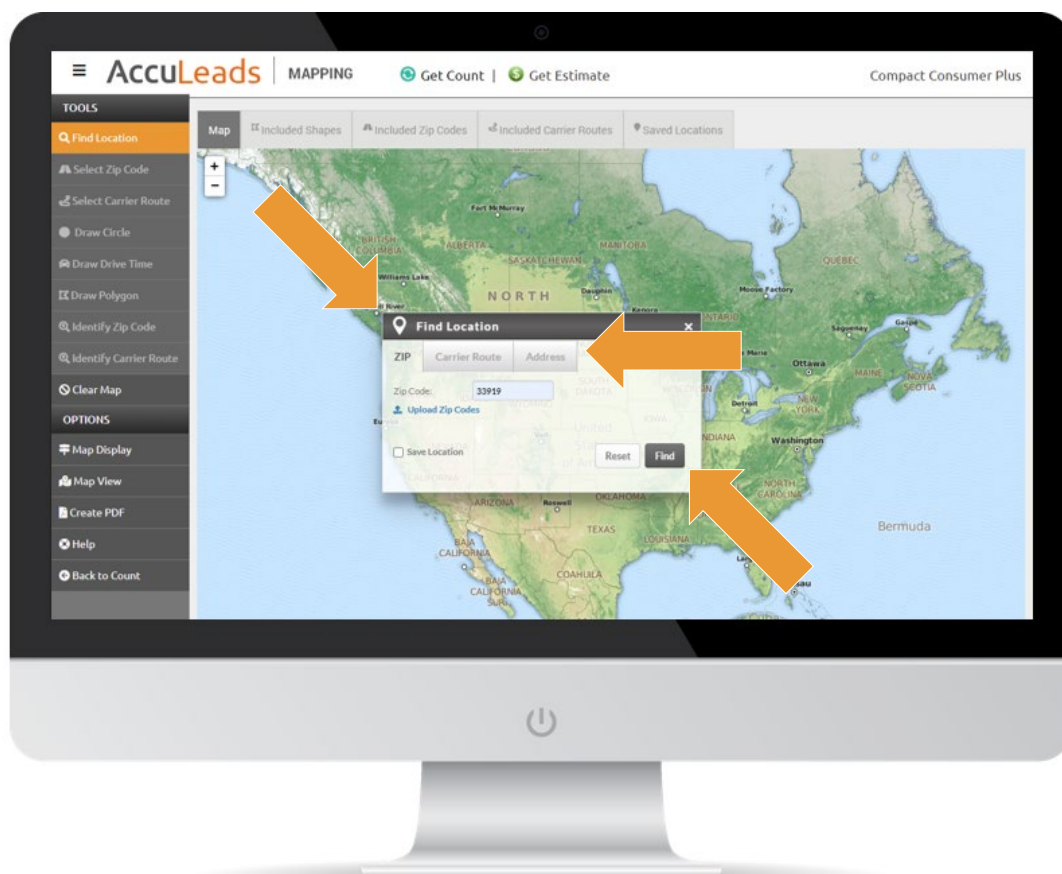 AccuLeads MAPPING Get Count | Get Estimate Compact Consumer Plus
TOOLS
Find Location
Select Zip Code
Select Carrier Route
Draw Circle
Draw Drive Time
Draw Polygon
Identify Zip Code
Identify Carrier Route
Clear Map
OPTIONS
Map Display
Map View
Create PDF
Help
Back to Count
Map Included Shapes Included Zip Codes Included Carrier Routes Saved Locations
+
-
Fort McMurray
BRITISH
COLUMBIA
ALBERTA
MANITOBA
SASKATCHEWAN
QUEBEC
Williams Lake
NORTH
Dauphin
Moose Factory
Kenora
ONTARIO
Saguenay
Gaspé
Find Location ×
ZIP Carrier Route Address
Zip Code: 33919
Upload Zip Codes
Save Location
Reset Find
Ottawa
MAINE
NOVA
SCOTIA
NEW
YORK
Detroit
Washington
NORTH
CAROLINA
ARIZONA
Roswell
OKLAHOMA
TEXAS
LOUISIANA
Bermuda
BAJA
CALIFORNIA
COAHUILA
BAJA
CALIFORNIA
SUR